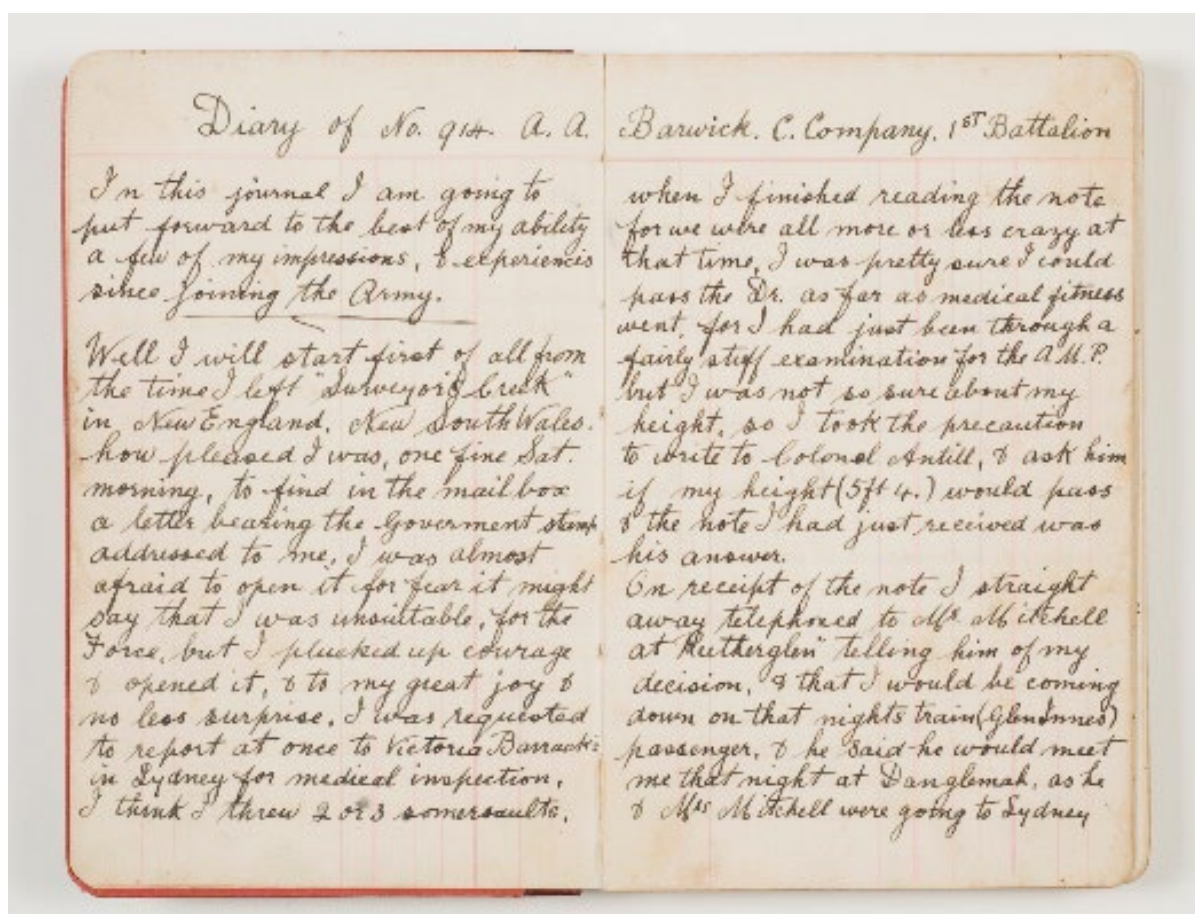 Diary of No. 914. A. A. Barwick. C. Company. 1st Battalion
In this journal I am going to
put forward to the best of my ability
a few of my impressions, & experiences
since joining the Army.
Well I will start first of all from
the time I left "Surveyor's Creek"
in New England. New South Wales.
how pleased I was, one fine Sat.
morning, to find in the mail box
a letter bearing the Goverment stamp
addressed to me, I was almost
afraid to open it for fear it might
say that I was unsuitable, for the
Force, but I plucked up courage
& opened it, & to my great joy &
no less surprise. I was requested
to report at once to Victoria Barracks
in Sydney for medical inspection.
I think I threw 2 or 3 somersaults.
when I finished reading the note
for we were all more or less crazy at
that time, I was pretty sure I could
pass the Dr. as far as medical fitness
went, for I had just been through a
fairly stiff examination for the A.M.P.
but I was not so sure about my
height, so I took the precaution
to write to Colonel Antill, & ask him
if my height (5ft 4.) would pass
& the note I had just received was
his answer.
On receipt of the note I straight
away telephoned to Mr Mitchell
at "Rutherglen" telling him of my
decision, & that I would be coming
down on that nights train (Glen Innes)
passenger, & he said he would meet
me that night at Danglemah, as he
& Mrs Mitchell were going to Sydney